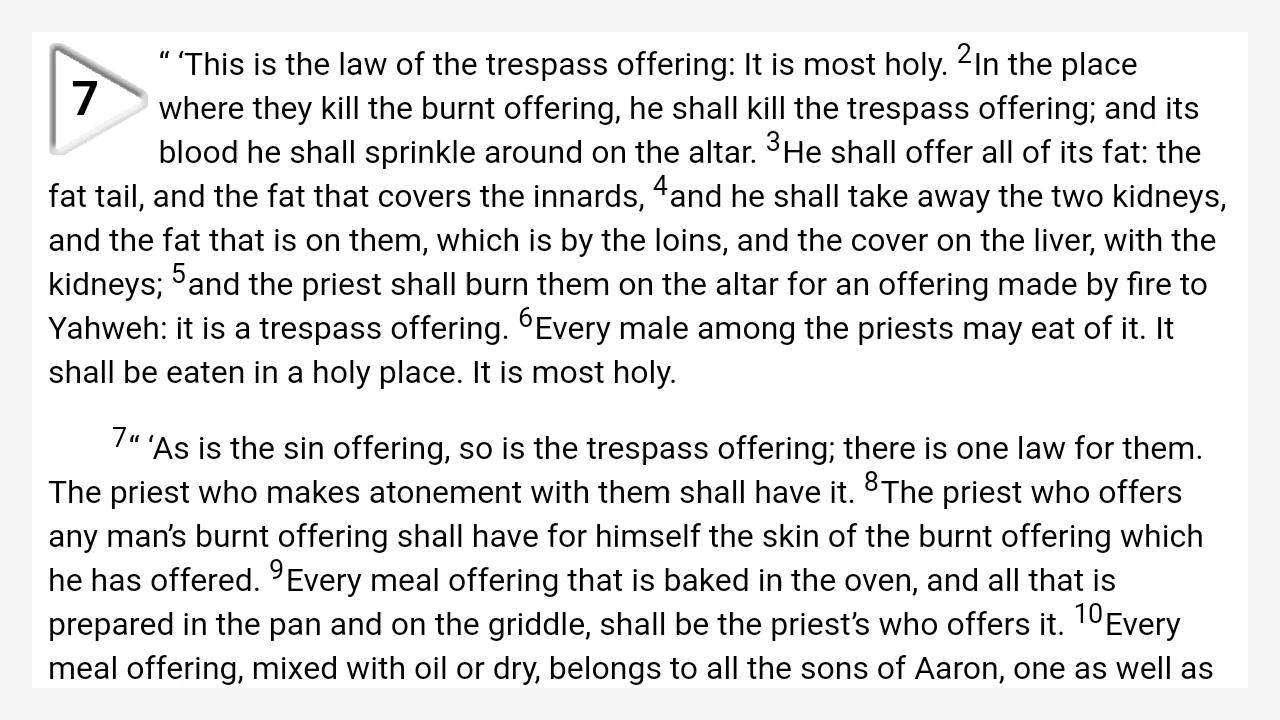 7 “ ‘This is the law of the trespass offering: It is most holy. 2In the place
where they kill the burnt offering, he shall kill the trespass offering; and its
blood he shall sprinkle around on the altar. 3He shall offer all of its fat: the
fat tail, and the fat that covers the innards, 4and he shall take away the two kidneys,
and the fat that is on them, which is by the loins, and the cover on the liver, with the
kidneys; 5and the priest shall burn them on the altar for an offering made by fire to
Yahweh: it is a trespass offering. 6Every male among the priests may eat of it. It
shall be eaten in a holy place. It is most holy.
7“ ‘As is the sin offering, so is the trespass offering; there is one law for them.
The priest who makes atonement with them shall have it. 8The priest who offers
any man’s burnt offering shall have for himself the skin of the burnt offering which
he has offered. 9Every meal offering that is baked in the oven, and all that is
prepared in the pan and on the griddle, shall be the priest’s who offers it. 10Every
meal offering, mixed with oil or dry, belongs to all the sons of Aaron, one as well as